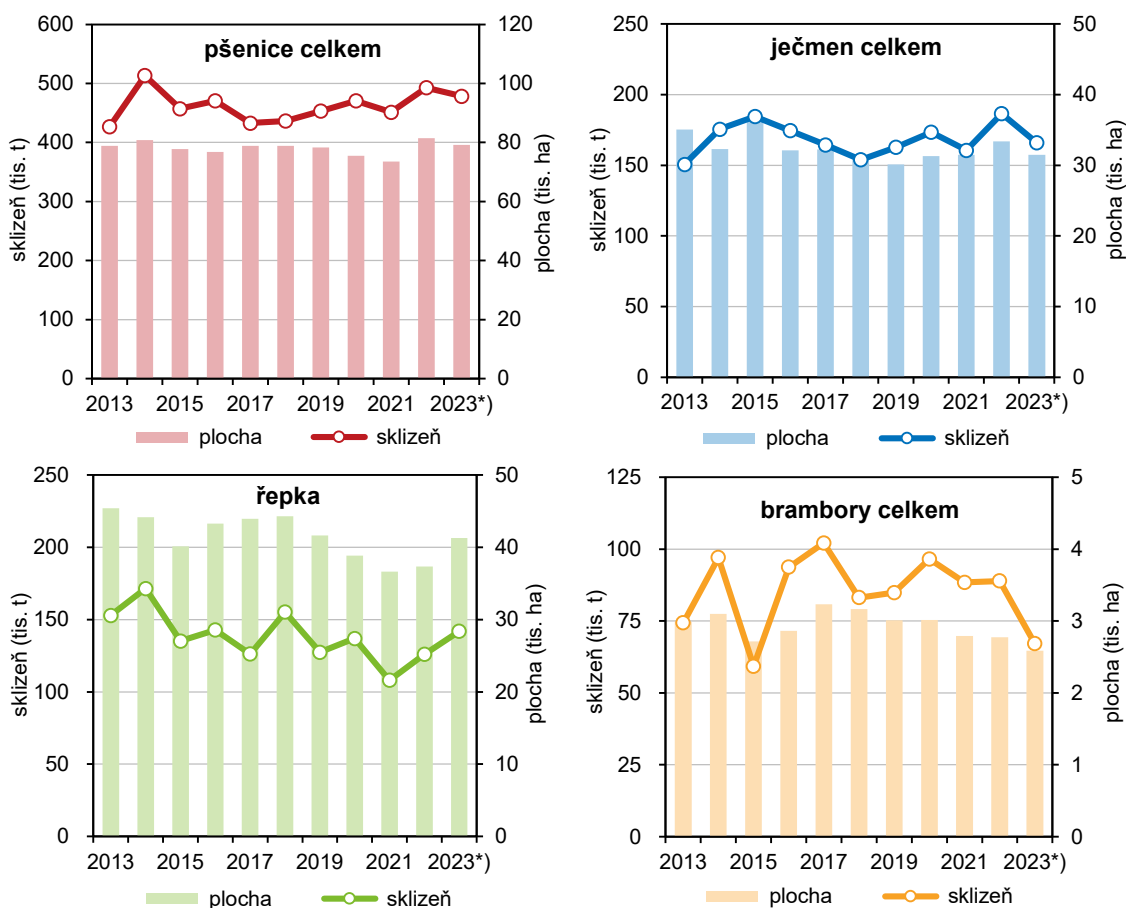 pšenice celkem
sklizeň (tis. t)
600
500
400
300
200
100
0
plocha (tis. ha)
120
100
80
60
40
20
0
2013 2015 2017 2019 2021 2023*)
plocha sklizeň
ječmen celkem
sklizeň (tis. t)
250
200
150
100
50
0
plocha (tis. ha)
50
40
30
20
10
0
2013 2015 2017 2019 2021 2023*)
plocha sklizeň
řepka
sklizeň (tis. t)
250
200
150
100
50
0
plocha (tis. ha)
50
40
30
20
10
0
2013 2015 2017 2019 2021 2023*)
plocha sklizeň
brambory celkem
sklizeň (tis. t)
125
100
75
50
25
0
plocha (tis. ha)
5
4
3
2
1
0
2013 2015 2017 2019 2021 2023*)
plocha sklizeň